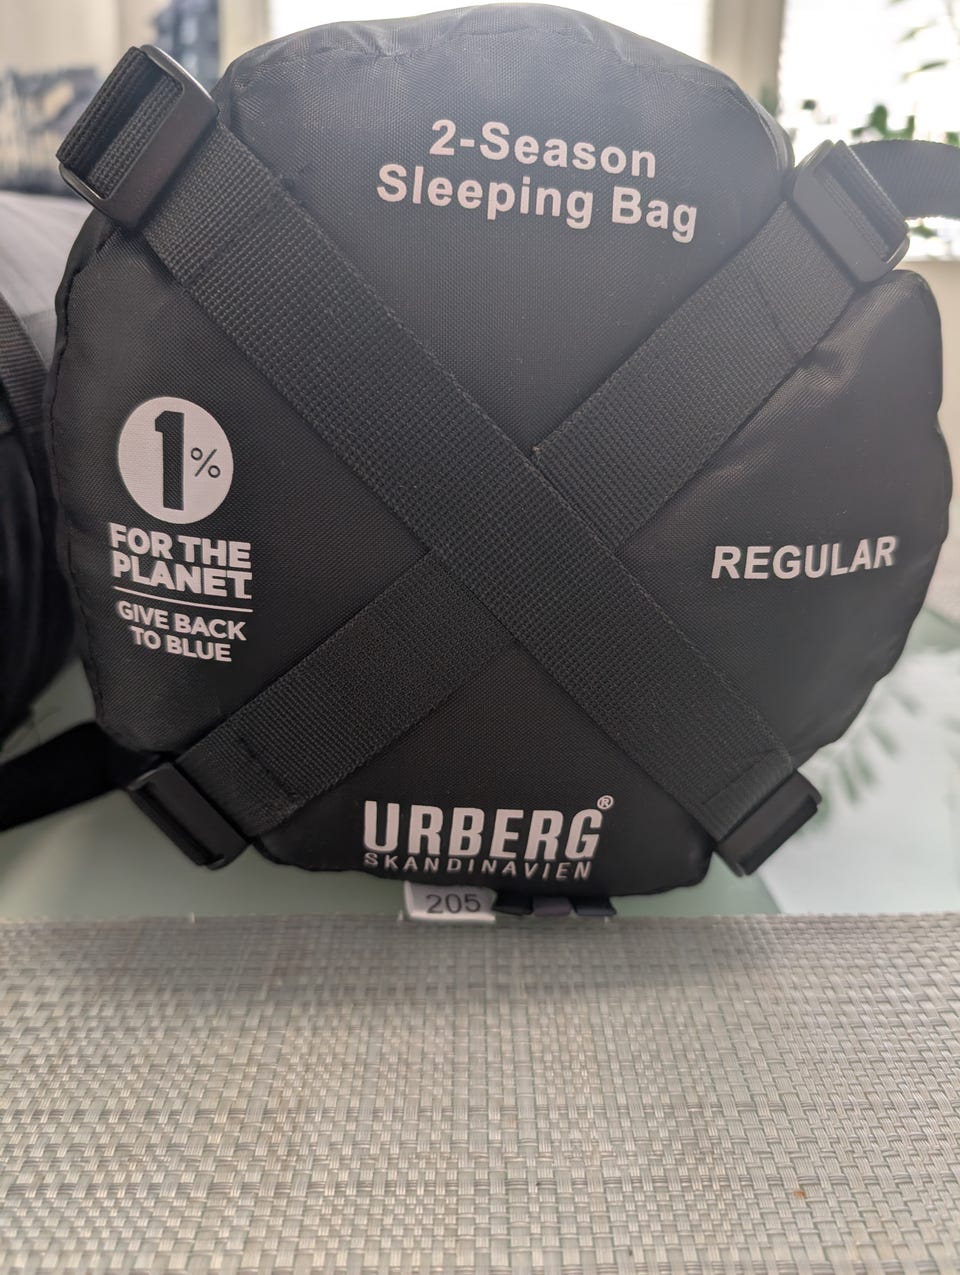 2-Season
Sleeping Bag
1%
FOR THE
PLANET
GIVE BACK
TO BLUE
REGULAR
URBERG®
SKANDINAVIEN
205